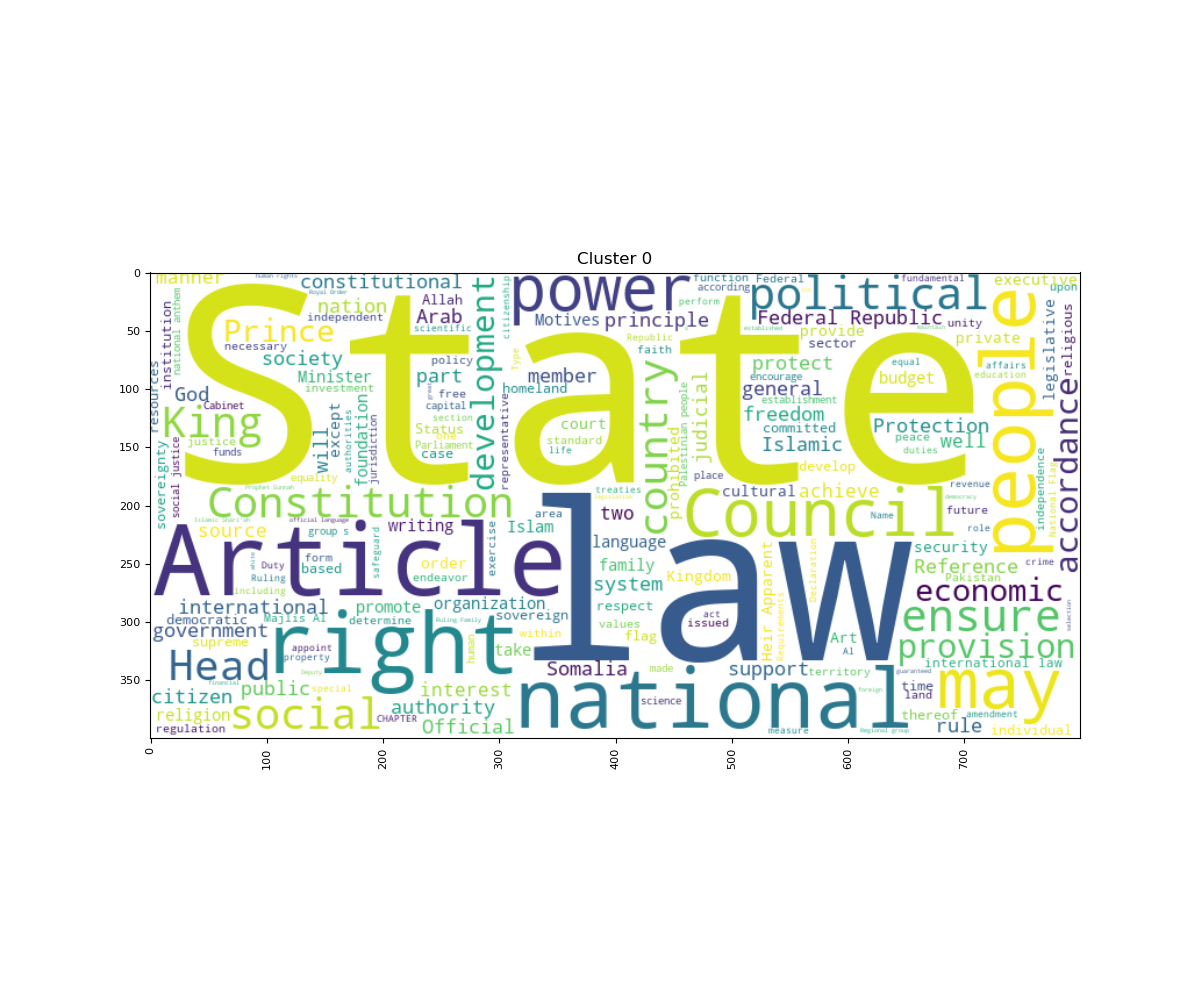 Cluster 0
0
50
100
150
200
250
300
350
0
100
200
300
400
500
600
700
manner
human rights
constitutional
Royal Order
nation
Allah
independent
Arab
scientific
Prince
necessary
society
policy
Minister
investment
part
national anthem
institution
resources
God
Cabinet
King
justice
funds
free
capital
section
Status
one
Parliament
case
will
except
authorities
foundation
jurisdiction
equality
development
citizenship
representative
State
power
Motives
principle
function
according
Federal
perform
political
fundamental
executive
upon
Federal Republic
unity
established
provide
private
maintain
sector
Republic
faith
Type
member
homeland
protect
encourage
general
establishment
freedom
committed
Islamic
equal
budget
affairs
education
legislative
religious
Protection
peace
well
duties
court
standard
life
country
prohibited
Palestinian people
judicial
place
develop
people
accordance
sovereignty
social justice
Prophet Sunnah
Constitution
treaties
legislation
cultural
achieve
revenue
democracy
independence
National Flag
Islamic Shari'ah
official language
source
group s
writing
area
Islam
two
Council
Name
future
role
Article
form
based
white
Duty
Ruling
including
safeguard
order
endeavor
exercise
law
language
family
system
Kingdom
respect
values
flag
act
issued
Heir Apparent
Requirements
Declaration
security
Reference
crime
Pakistan
economic
ensure
selection
international
promote
organization
democratic
Majlis Al
determine
Ruling Family
sovereign
government
supreme
appoint
property
Deputy
right
human
take
within
Art
Al
provision
Head
Somalia
made
support
territory
international law
guaranteed
financial
citizen
public
special
interest
science
foreign
time
land
may
religion
social
authority
national
thereof
amendment
regulation
CHAPTER
Official
measure
Regional group
rule
individual